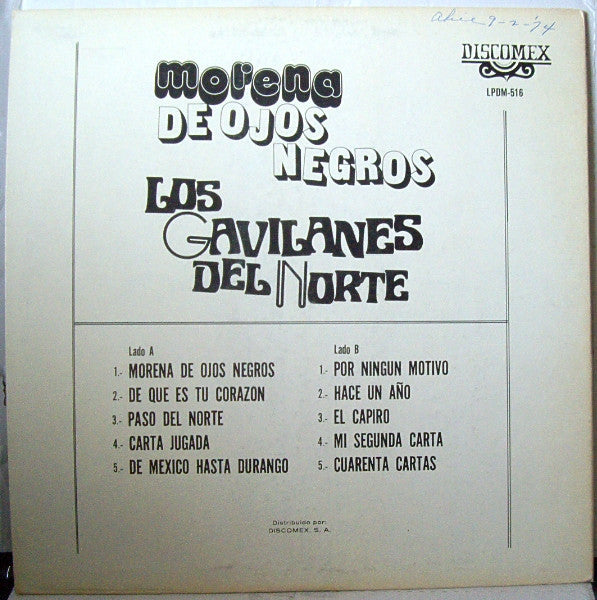 9-2-74
DISCOMEX
LPDM-516
morena
DE OJOS
NEGROS
LOS
GAVILANES
DEL NORTE
Lado A
1.- MORENA DE OJOS NEGROS
2.- DE QUE ES TU CORAZON
3.- PASO DEL NORTE
4.- CARTA JUGADA
5.- DE MEXICO HASTA DURANGO
Lado B
1.- POR NINGUN MOTIVO
2.- HACE UN AÑO
3.- EL CAPIRO
4.- MI SEGUNDA CARTA
5.- CUARENTA CARTAS
Distribuido por:
DISCOMEX, S. A.